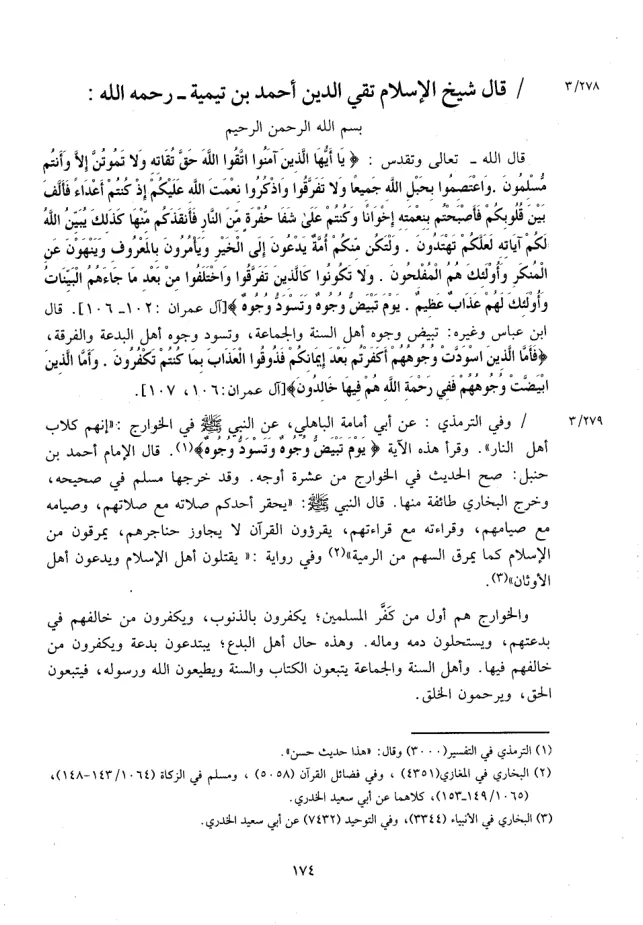 ٣/٢٧٨
/ قال شيخ الإسلام تقي الدين أحمد بن تيمية ـ رحمه الله :
بسم الله الرحمن الرحيم
قال الله ـ تعالى وتقدس : ﴿ يَا أَيُّهَا الَّذِينَ آمَنُوا اتَّقُوا اللَّهَ حَقَّ تُقَاتِهِ وَلا تَمُوتُنَّ إِلاَّ وَأَنتُم
مُّسْلِمُونَ . وَاعْتَصِمُوا بِحَبْلِ اللَّهِ جَمِيعًا وَلا تَفَرَّقُوا وَاذْكُرُوا نِعْمَتَ اللَّهِ عَلَيْكُمْ إِذْ كُنتُمْ أَعْدَاءً فَأَلَّفَ
بَيْنَ قُلُوبِكُمْ فَأَصْبَحْتُم بِنِعْمَتِهِ إِخْوَانًا وَكُنتُمْ عَلَىٰ شَفَا حُفْرَةٍ مِّنَ النَّارِ فَأَنقَذَكُم مِّنْهَا كَذَلِكَ يُبَيِّنُ اللَّهُ
لَكُمْ آيَاتِهِ لَعَلَّكُمْ تَهْتَدُونَ . وَلْتَكُن مِّنكُمْ أُمَّةٌ يَدْعُونَ إِلَى الْخَيْرِ وَيَأْمُرُونَ بِالْمَعْرُوفِ وَيَنْهَوْنَ عَنِ
الْمُنكَرِ وَأُوْلَئِكَ هُمُ الْمُفْلِحُونَ . وَلا تَكُونُوا كَالَّذِينَ تَفَرَّقُوا وَاخْتَلَفُوا مِنْ بَعْدِ مَا جَاءَهُمُ الْبَيِّنَاتُ
وَأُوْلَئِكَ لَهُمْ عَذَابٌ عَظِيمٌ . يَوْمَ تَبْيَضُّ وُجُوهٌ وَتَسْوَدُّ وُجُوهٌ ﴾[آل عمران :١٠٢ـ ١٠٦]. قال
ابن عباس وغيره: تبيض وجوه أهل السنة والجماعة، وتسود وجوه أهل البدعة والفرقة،
﴿فَأَمَّا الَّذِينَ اسْوَدَّتْ وُجُوهُهُمْ أَكَفَرْتُم بَعْدَ إِيمَانِكُمْ فَذُوقُوا الْعَذَابَ بِمَا كُنتُمْ تَكْفُرُونَ . وَأَمَّا الَّذِينَ
ابْيَضَّتْ وُجُوهُهُمْ فَفِي رَحْمَةِ اللَّهِ هُمْ فِيهَا خَالِدُونَ﴾[آل عمران:١٠٦، ١٠٧].
٣/٢٧٩
/ وفي الترمذي : عن أبي أمامة الباهلي، عن النبي ﷺ في الخوارج :«إنهم كلاب
أهل النار». وقرأ هذه الآية ﴿ يَوْمَ تَبْيَضُّ وُجُوهٌ وَتَسْوَدُّ وُجُوهٌ﴾(١). قال الإمام أحمد بن
حنبل: صح الحديث في الخوارج من عشرة أوجه. وقد خرجها مسلم في صحيحه،
وخرج البخاري طائفة منها. قال النبي ﷺ: «يحقر أحدكم صلاته مع صلاتهم، وصيامه
مع صيامهم، وقراءته مع قراءتهم، يقرؤون القرآن لا يجاوز حناجرهم، يمرقون من
الإسلام كما يمرق السهم من الرمية»(٢) وفي رواية :« يقتلون أهل الإسلام ويدعون أهل
الأوثان»(٣).
والخوارج هم أول من كَفَّر المسلمين؛ يكفرون بالذنوب، ويكفرون من خالفهم في
بدعتهم، ويستحلون دمه وماله. وهذه حال أهل البدع؛ يبتدعون بدعة ويكفرون من
خالفهم فيها. وأهل السنة والجماعة يتبعون الكتاب والسنة ويطيعون الله ورسوله، فيتبعون
الحق، ويرحمون الخلق.
(١) الترمذي في التفسير(٣٠٠٠) وقال: «هذا حديث حسن».
(٢) البخاري في المغازي(٤٣٥١) ، وفي فضائل القرآن (٥٠٥٨) ، ومسلم في الزكاة (١٠٦٤/ ١٤٣-١٤٨)،
(١٠٦٥/ ١٤٩ـ١٥٣)، كلاهما عن أبي سعيد الخدري.
(٣) البخاري في الأنبياء (٣٣٤٤)، وفي التوحيد (٧٤٣٢) عن أبي سعيد الخدري.
١٧٤